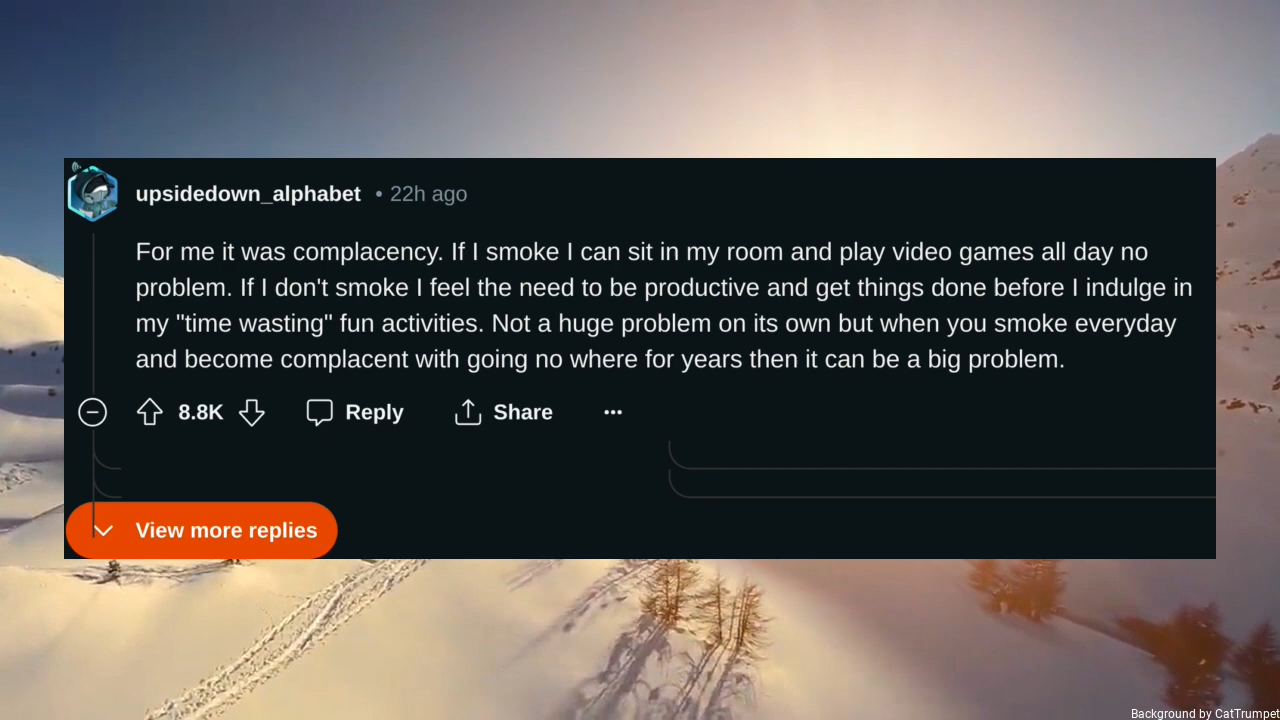 upsidedown_alphabet • 22h ago
For me it was complacency. If I smoke I can sit in my room and play video games all day no
problem. If I don't smoke I feel the need to be productive and get things done before I indulge in
my "time wasting" fun activities. Not a huge problem on its own but when you smoke everyday
and become complacent with going no where for years then it can be a big problem.
8.8K Reply Share
View more replies
Background by CatTrumpet